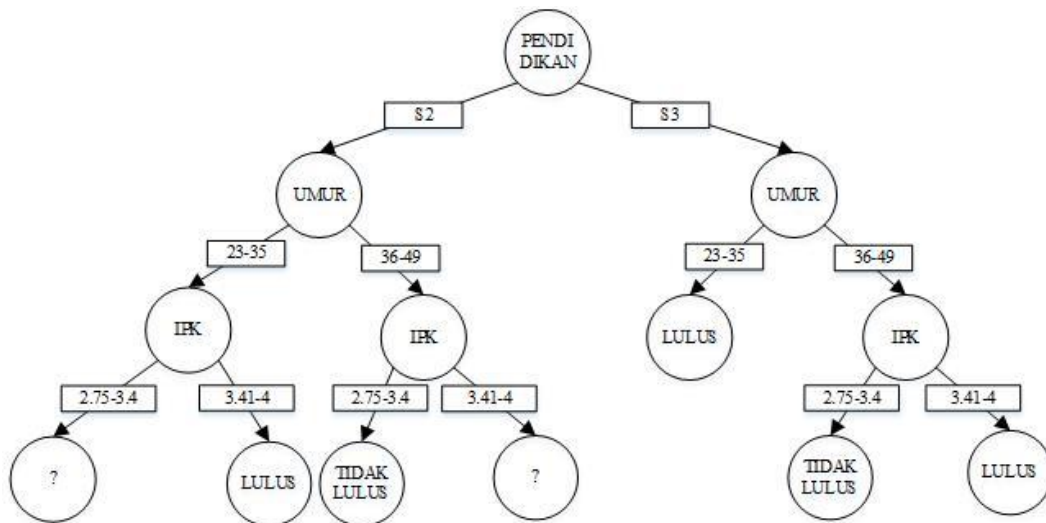 PENDI
DIKAN
S2
S3
UMUR
UMUR
23-35
36-49
23-35
36-49
IPK
IPK
LULUS
IPK
2.75-3.4
3.41-4
2.75-3.4
3.41-4
2.75-3.4
3.41-4
?
LULUS
TIDAK
LULUS
?
TIDAK
LULUS
LULUS